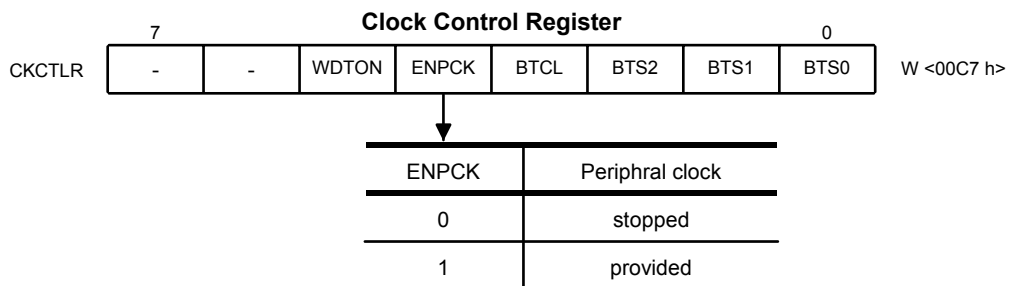 Clock Control Register
7 0
CKCTLR - - WDTON ENPCK BTCL BTS2 BTS1 BTS0 W <00C7 h>
ENPCK Periphral clock
0 stopped
1 provided